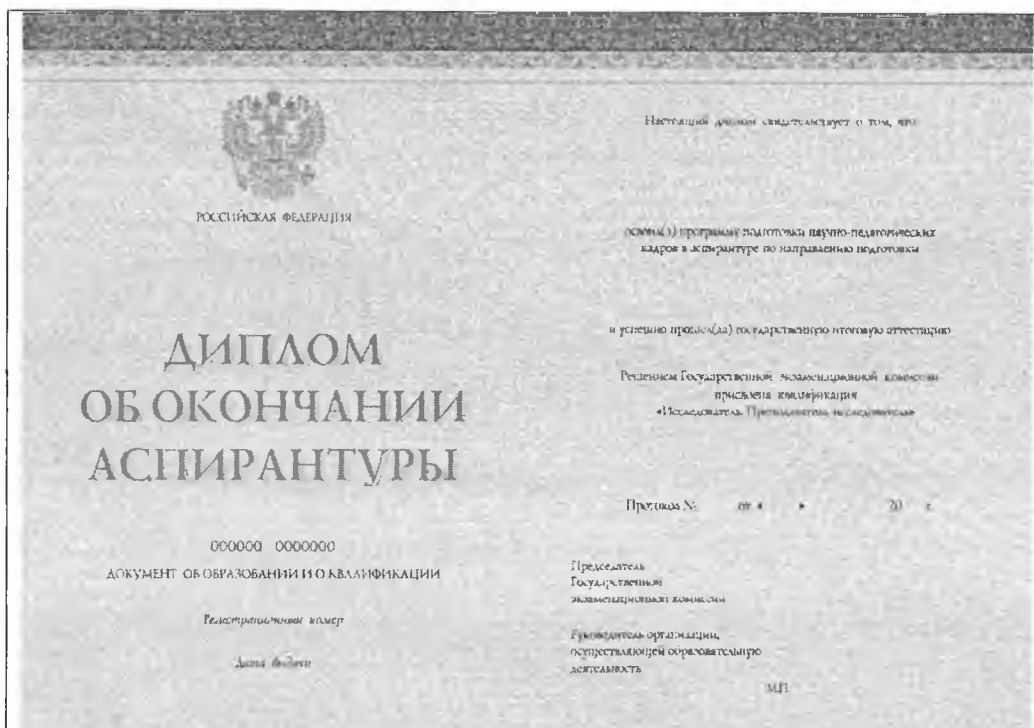 РОССИЙСКАЯ ФЕДЕРАЦИЯ
ДИПЛОМ
ОБ ОКОНЧАНИИ
АСПИРАНТУРЫ
000000 0000000
ДОКУМЕНТ ОБ ОБРАЗОВАНИИ И О КВАЛИФИКАЦИИ
Регистрационный номер
Дата выдачи
Настоящий диплом свидетельствует о том, что
освоил(а) программу подготовки научно-педагогических
кадров в аспирантуре по направлению подготовки
и успешно прошел(ла) государственную итоговую аттестацию
Решением Государственной экзаменационной комиссии
присвоена квалификация
«Исследователь. Преподаватель-исследователь»
Протокол № от « » 20 г.
Председатель
Государственной
экзаменационной комиссии
Руководитель организации,
осуществляющей образовательную
деятельность
М.П.